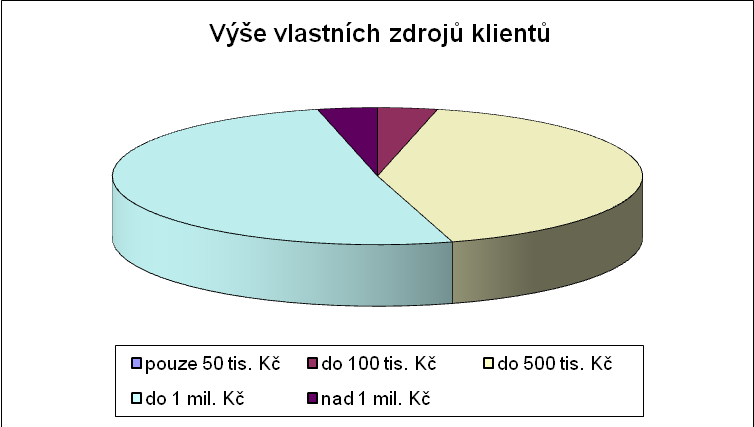 Výše vlastních zdrojů klientů
pouze 50 tis. Kč do 100 tis. Kč do 500 tis. Kč
do 1 mil. Kč nad 1 mil. Kč